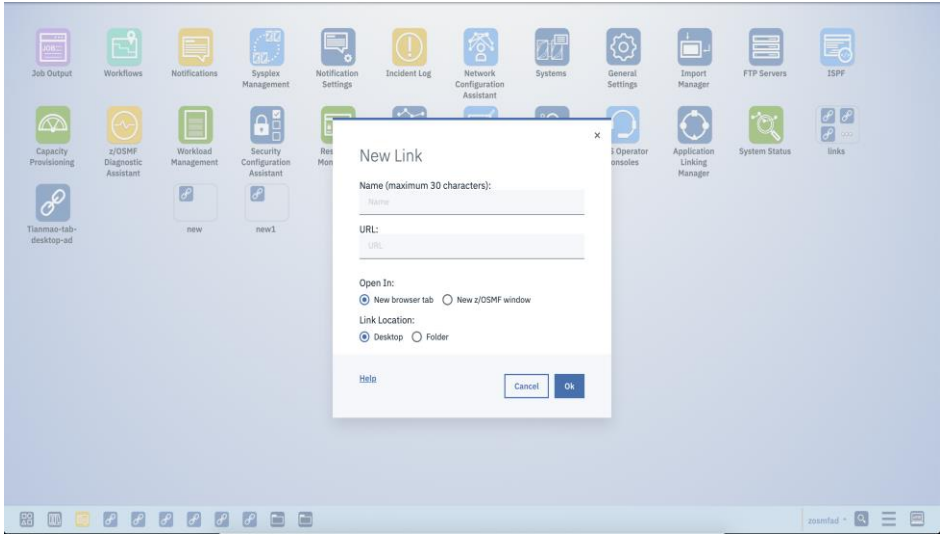 Job Output
Workflows
Notifications
Sysplex
Management
Notification
Settings
Incident Log
Network
Configuration
Assistant
Systems
General
Settings
Import
Manager
FTP Servers
ISPF
Capacity
Provisioning
z/OSMF
Diagnostic
Assistant
Workload
Management
Security
Configuration
Assistant
Res
Mon
Operator
onsoles
Application
Linking
Manager
System Status
links
Tianmao-tab-
desktop-ad
new
new1
×
New Link
Name (maximum 30 characters):
Name
URL:
URL
Open In:
New browser tab
New z/OSMF window
Link Location:
Desktop
Folder
Help
Cancel
Ok
zosmfad